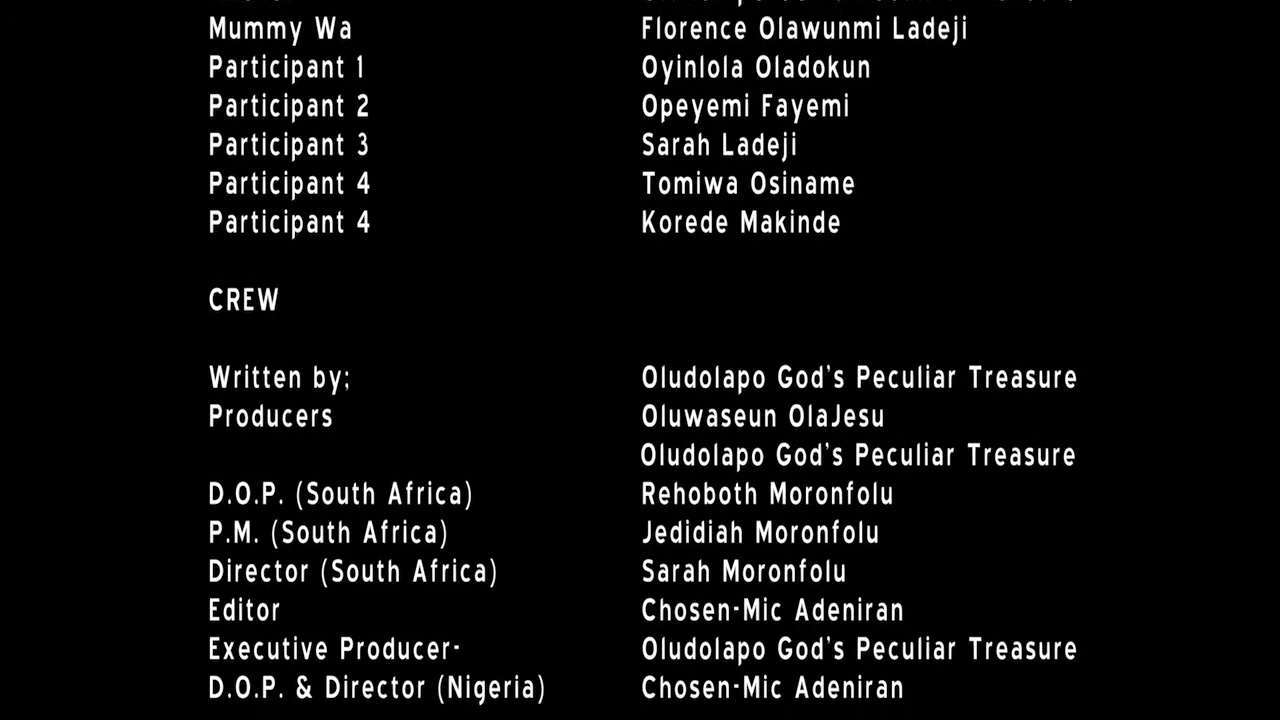 Mummy Wa Florence Olawunmi Ladeji
Participant 1 Oyinlola Oladokun
Participant 2 Opeyemi Fayemi
Participant 3 Sarah Ladeji
Participant 4 Tomiwa Osiname
Participant 4 Korede Makinde
CREW
Written by; Oludolapo God's Peculiar Treasure
Producers Oluwaseun OlaJesu
Oludolapo God's Peculiar Treasure
D.O.P. (South Africa) Rehoboth Moronfolu
P.M. (South Africa) Jedidiah Moronfolu
Director (South Africa) Sarah Moronfolu
Editor Chosen-Mic Adeniran
Executive Producer- Oludolapo God's Peculiar Treasure
D.O.P. & Director (Nigeria) Chosen-Mic Adeniran